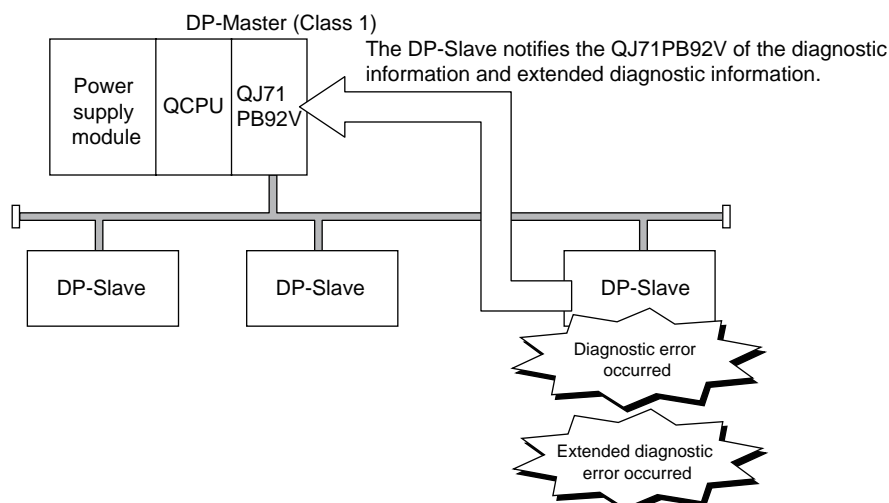 DP-Master (Class 1)
The DP-Slave notifies the QJ71PB92V of the diagnostic
information and extended diagnostic information.
Power
supply
module
QCPU
QJ71
PB92V
DP-Slave
DP-Slave
DP-Slave
Diagnostic error
occurred
Extended diagnostic
error occurred